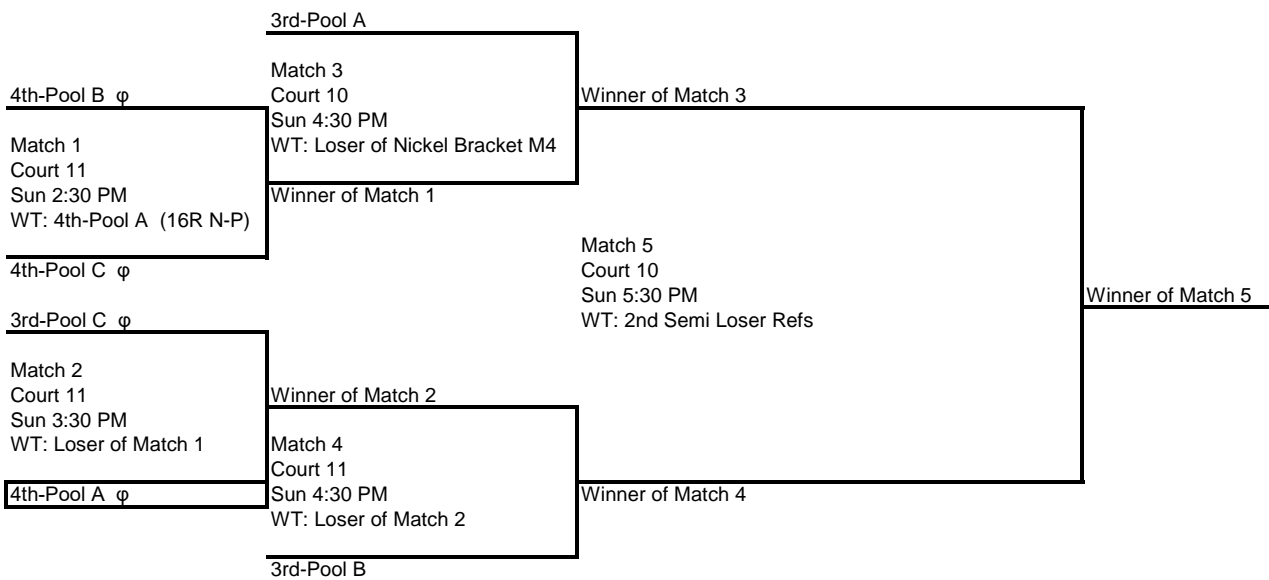 3rd-Pool A
Match 3
Court 10
Sun 4:30 PM
WT: Loser of Nickel Bracket M4
4th-Pool B φ
Winner of Match 3
Match 1
Court 11
Sun 2:30 PM
WT: 4th-Pool A (16R N-P)
Winner of Match 1
4th-Pool C φ
Match 5
Court 10
Sun 5:30 PM
WT: 2nd Semi Loser Refs
Winner of Match 5
3rd-Pool C φ
Match 2
Court 11
Sun 3:30 PM
WT: Loser of Match 1
Winner of Match 2
Match 4
Court 11
Sun 4:30 PM
WT: Loser of Match 2
4th-Pool A φ
Winner of Match 4
3rd-Pool B